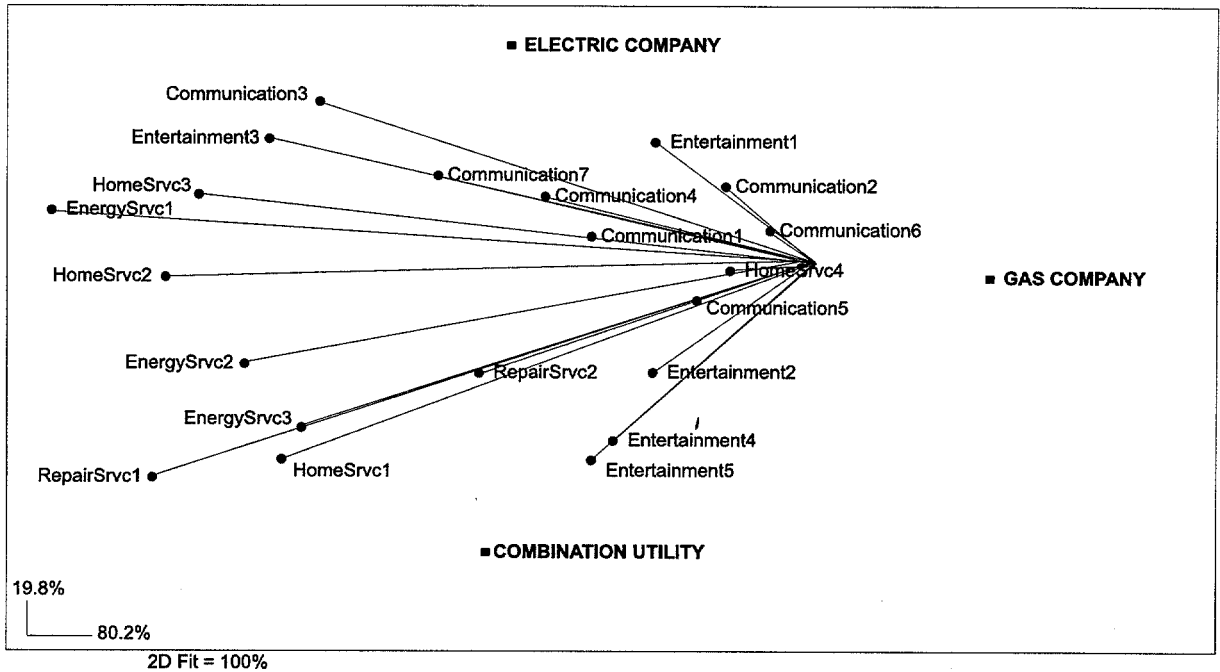 ELECTRIC COMPANY
Communication3
Entertainment3
Entertainment1
Communication7
HomeSrvc3
Communication4
Communication2
EnergySrvc1
Communication1
Communication6
HomeSrvc2
HomeSrvc4
GAS COMPANY
Communication5
EnergySrvc2
RepairSrvc2
Entertainment2
EnergySrvc3
Entertainment4
RepairSrvc1
HomeSrvc1
Entertainment5
COMBINATION UTILITY
19.8%
80.2%
2D Fit = 100%